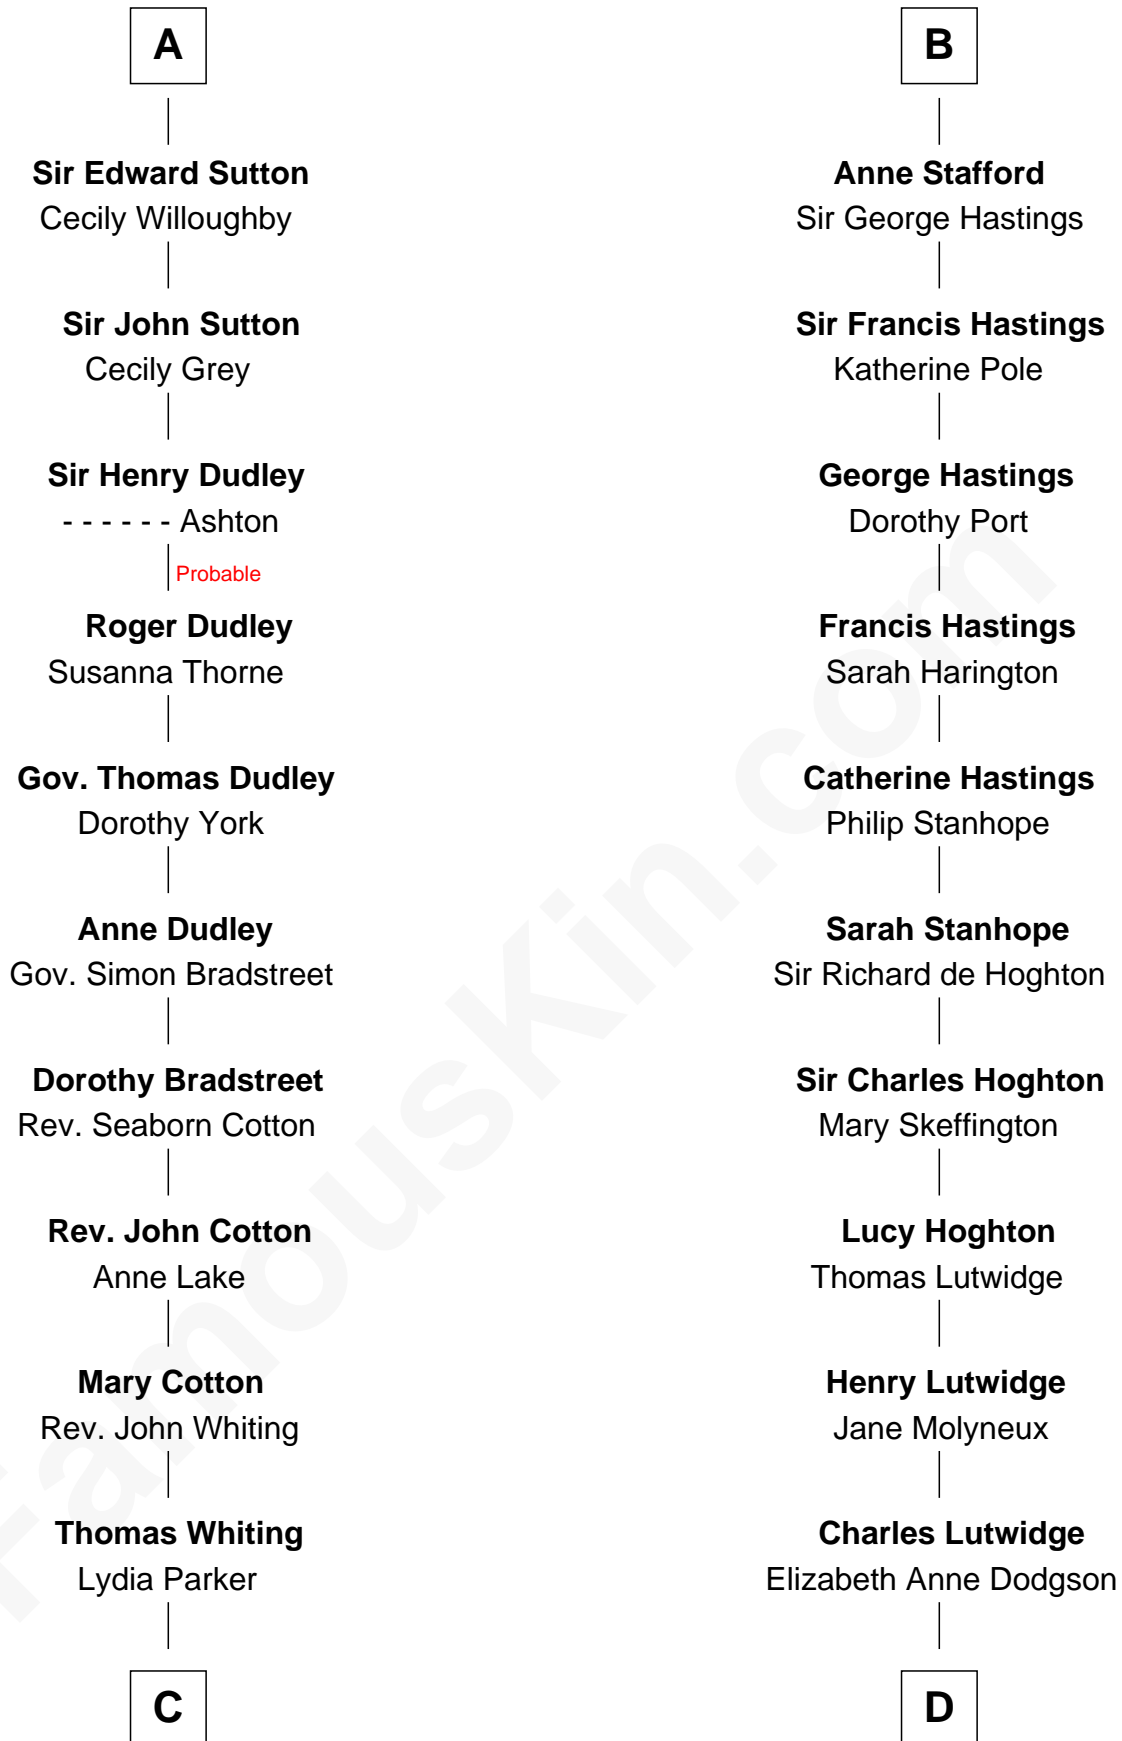 A
Sir Edward Sutton
Cecily Willoughby
Sir John Sutton
Cecily Grey
Sir Henry Dudley
- - - - - - Ashton
Probable
Roger Dudley
Susanna Thorne
Gov. Thomas Dudley
Dorothy York
Anne Dudley
Gov. Simon Bradstreet
Dorothy Bradstreet
Rev. Seaborn Cotton
Rev. John Cotton
Anne Lake
Mary Cotton
Rev. John Whiting
Thomas Whiting
Lydia Parker
C
B
Anne Stafford
Sir George Hastings
Sir Francis Hastings
Katherine Pole
George Hastings
Dorothy Port
Francis Hastings
Sarah Harington
Catherine Hastings
Philip Stanhope
Sarah Stanhope
Sir Richard de Hoghton
Sir Charles Hoghton
Mary Skeffington
Lucy Hoghton
Thomas Lutwidge
Henry Lutwidge
Jane Molyneux
Charles Lutwidge
Elizabeth Anne Dodgson
D
FamousKin.com